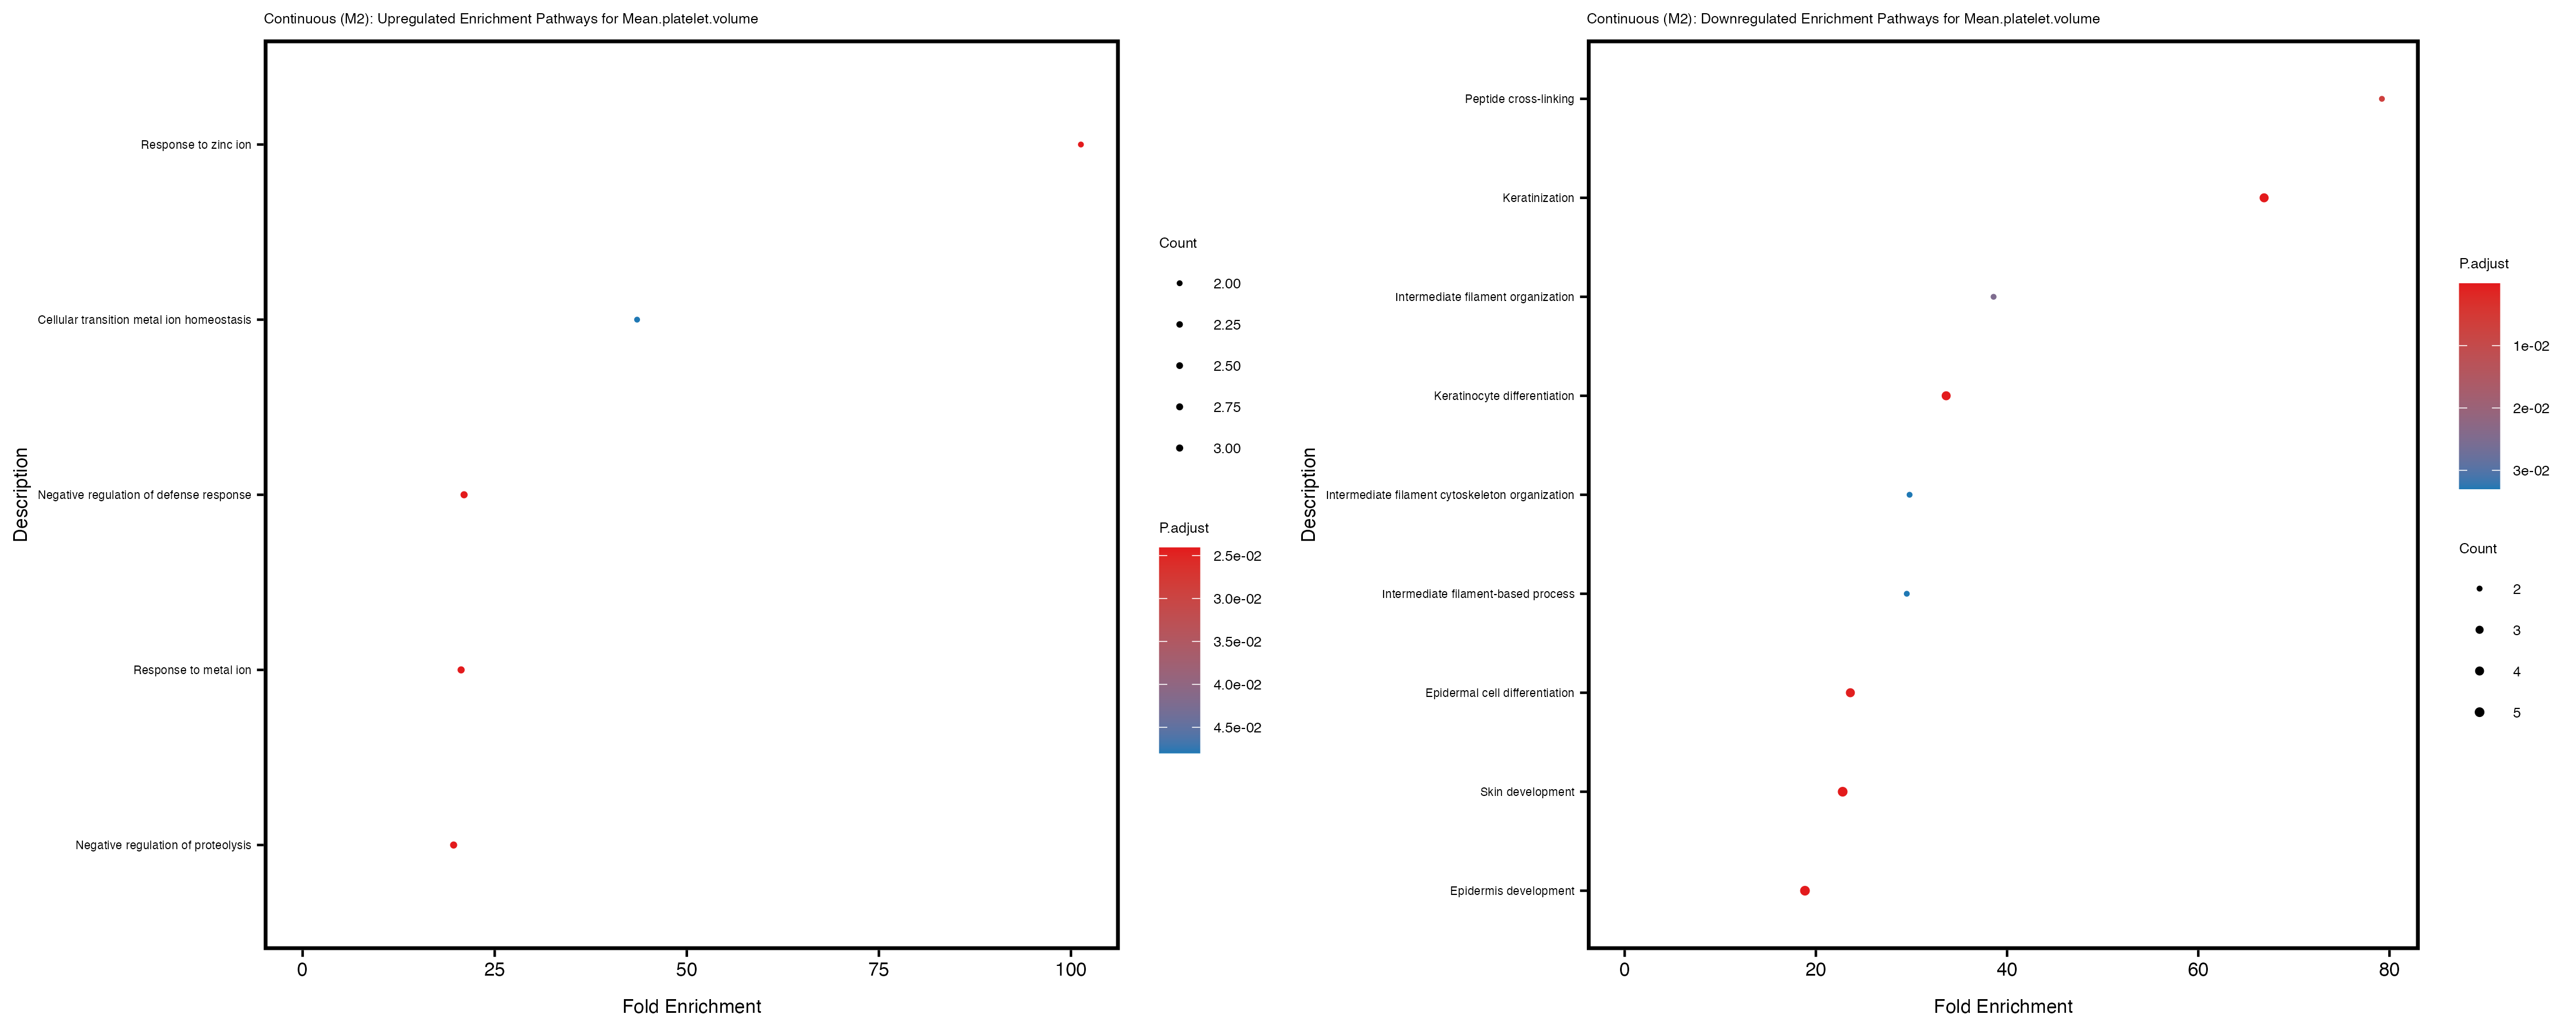 Continuous (M2): Upregulated Enrichment Pathways for Mean.platelet.volume
Description
Response to zinc ion
Cellular transition metal ion homeostasis
Negative regulation of defense response
Response to metal ion
Negative regulation of proteolysis
0 25 50 75 100
Fold Enrichment
Count
2.00
2.25
2.50
2.75
3.00
P.adjust
2.5e-02
3.0e-02
3.5e-02
4.0e-02
4.5e-02
Continuous (M2): Downregulated Enrichment Pathways for Mean.platelet.volume
Description
Peptide cross-linking
Keratinization
Intermediate filament organization
Keratinocyte differentiation
Intermediate filament cytoskeleton organization
Intermediate filament-based process
Epidermal cell differentiation
Skin development
Epidermis development
0 20 40 60 80
Fold Enrichment
P.adjust
1e-02
2e-02
3e-02
Count
2
3
4
5